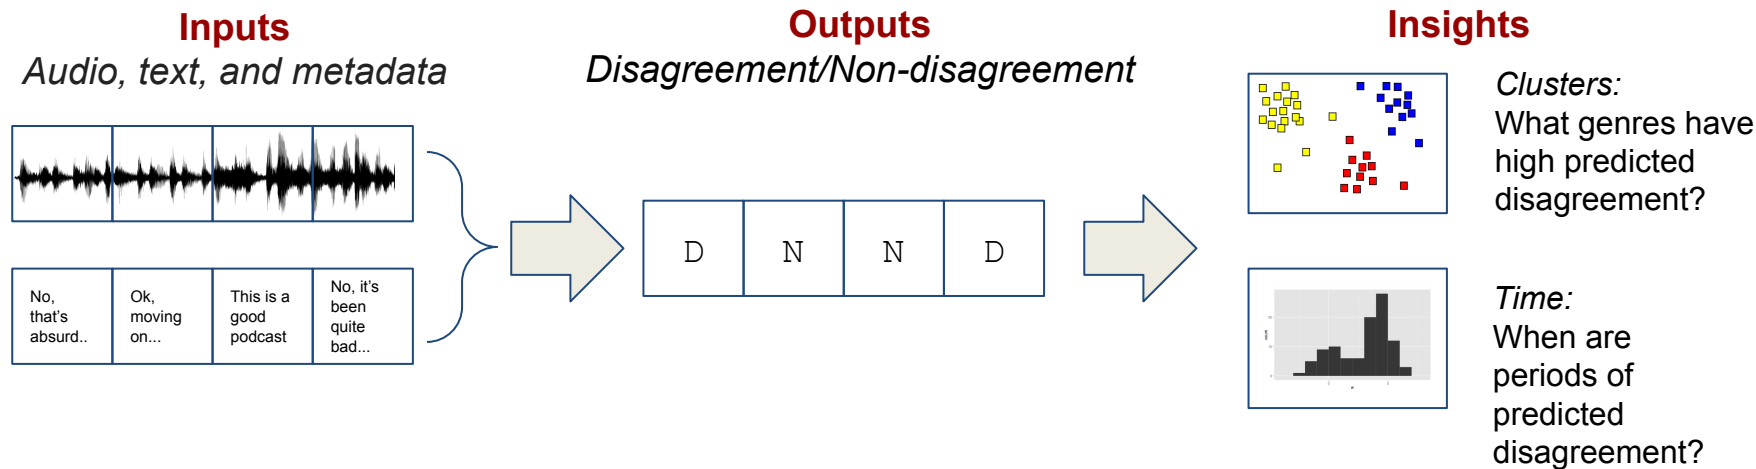 Inputs
Audio, text, and metadata
No,
that's
absurd..
Ok,
moving
on...
This is a
good
podcast
No, it's
been
quite
bad...
Outputs
Disagreement/Non-disagreement
D N N D
Insights
Clusters:
What genres have
high predicted
disagreement?
Time:
When are
periods of
predicted
disagreement?